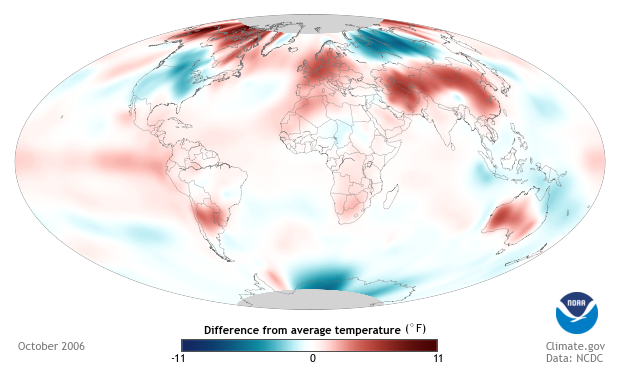 NOAA
Difference from average temperature (°F)
October 2006
-11
0
11
Climate.gov
Data: NCDC